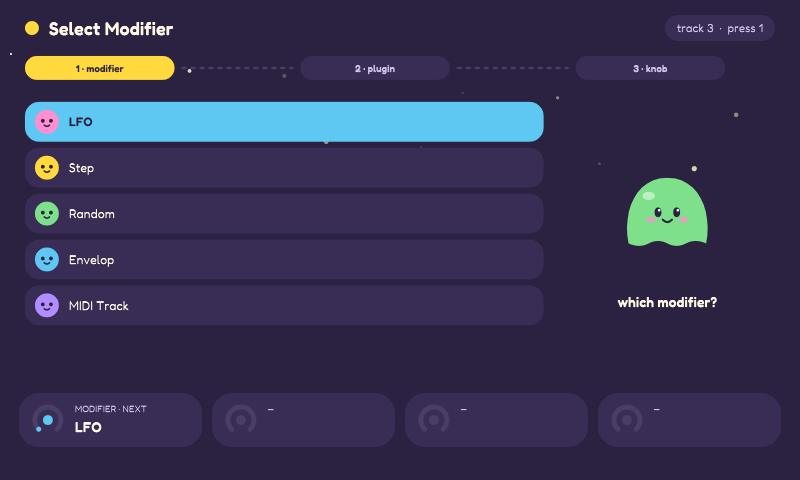 Select Modifier
track 3 · press 1
1 · modifier
2 · plugin
3 · knob
LFO
Step
Random
Envelop
MIDI Track
which modifier?
MODIFIER · NEXT
LFO
–
–
–